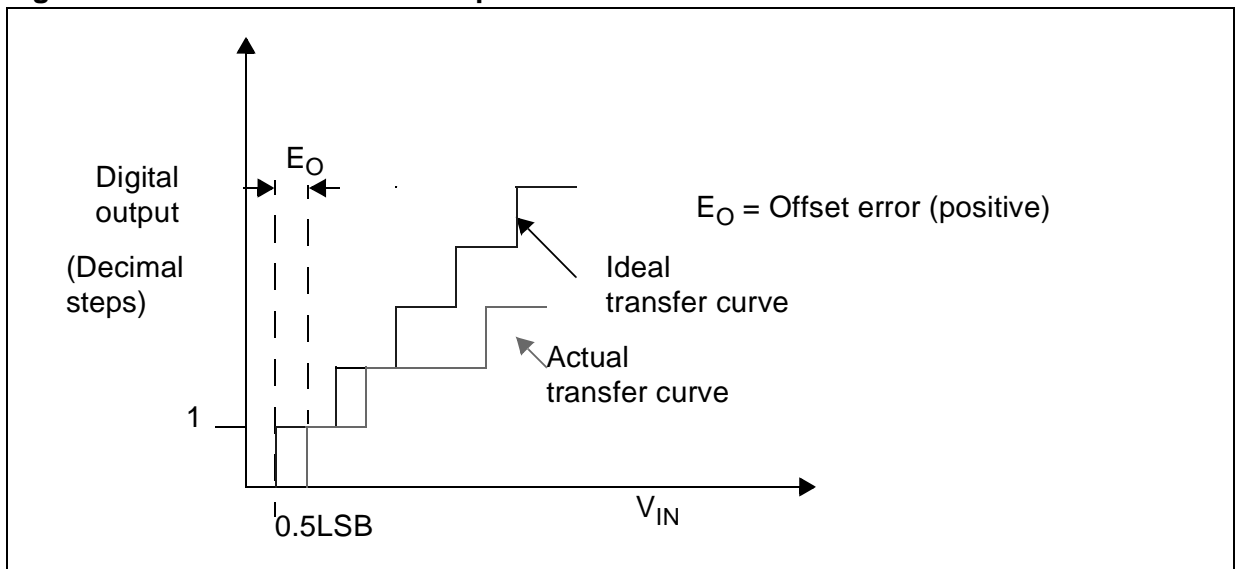 E_O
Digital
output
(Decimal
steps)
E_O = Offset error (positive)
Ideal
transfer curve
Actual
transfer curve
1
V_IN
0.5LSB